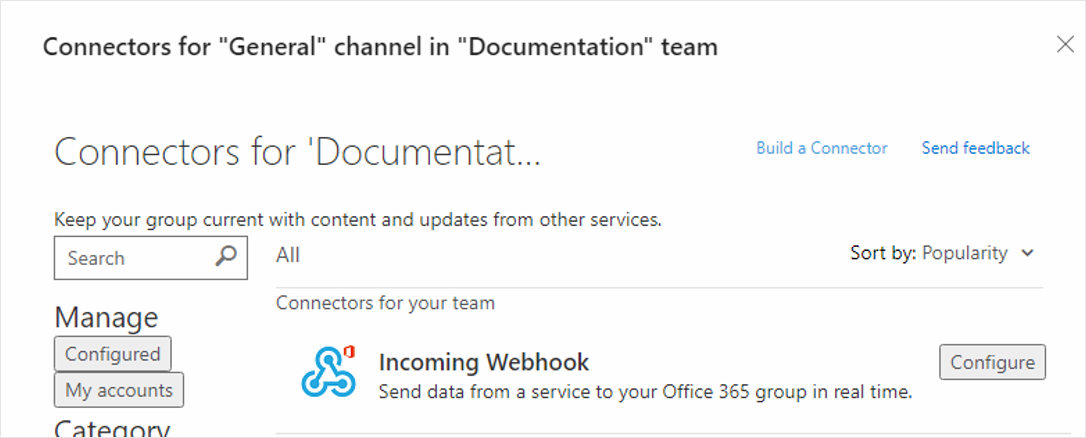 Connectors for "General" channel in "Documentation" team
Connectors for 'Documentat...
Build a Connector
Send feedback
Keep your group current with content and updates from other services.
Search
All
Sort by: Popularity
Connectors for your team
Manage
Configured
My accounts
Category
Incoming Webhook
Send data from a service to your Office 365 group in real time.
Configure